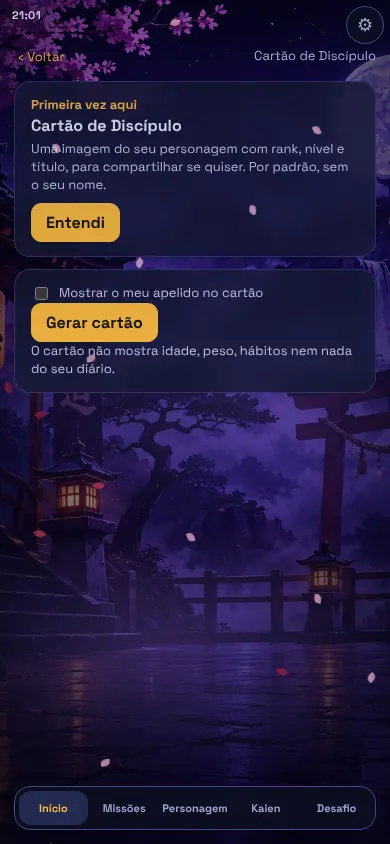 21:01
‹ Voltar
Cartão de Discípulo
Primeira vez aqui
Cartão de Discípulo
Uma imagem do seu personagem com rank, nível e
título, para compartilhar se quiser. Por padrão, sem
o seu nome.
Entendi
Mostrar o meu apelido no cartão
Gerar cartão
O cartão não mostra idade, peso, hábitos nem nada
do seu diário.
Início
Missões
Personagem
Kaien
Desafio